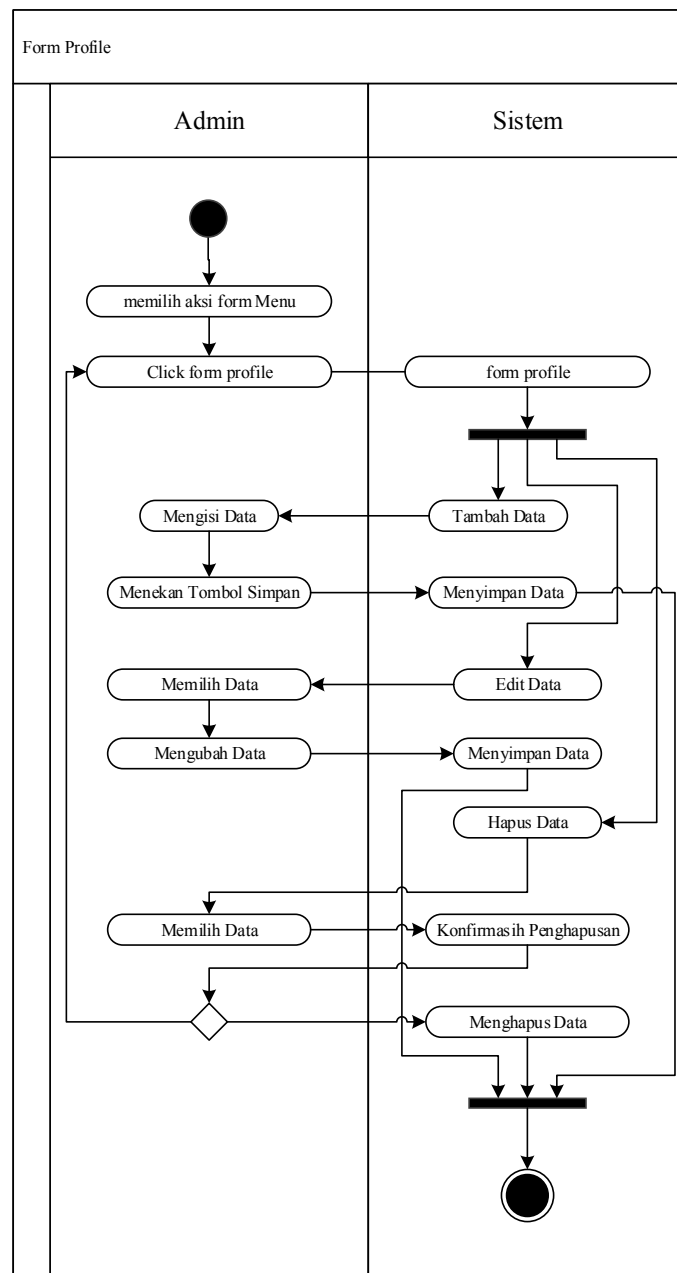 Form Profile
Admin
Sistem
memilih aksi form Menu
Click form profile
form profile
Mengisi Data
Tambah Data
Menekan Tombol Simpan
Menyimpan Data
Memilih Data
Edit Data
Mengubah Data
Menyimpan Data
Hapus Data
Memilih Data
Konfirmasih Penghapusan
Menghapus Data